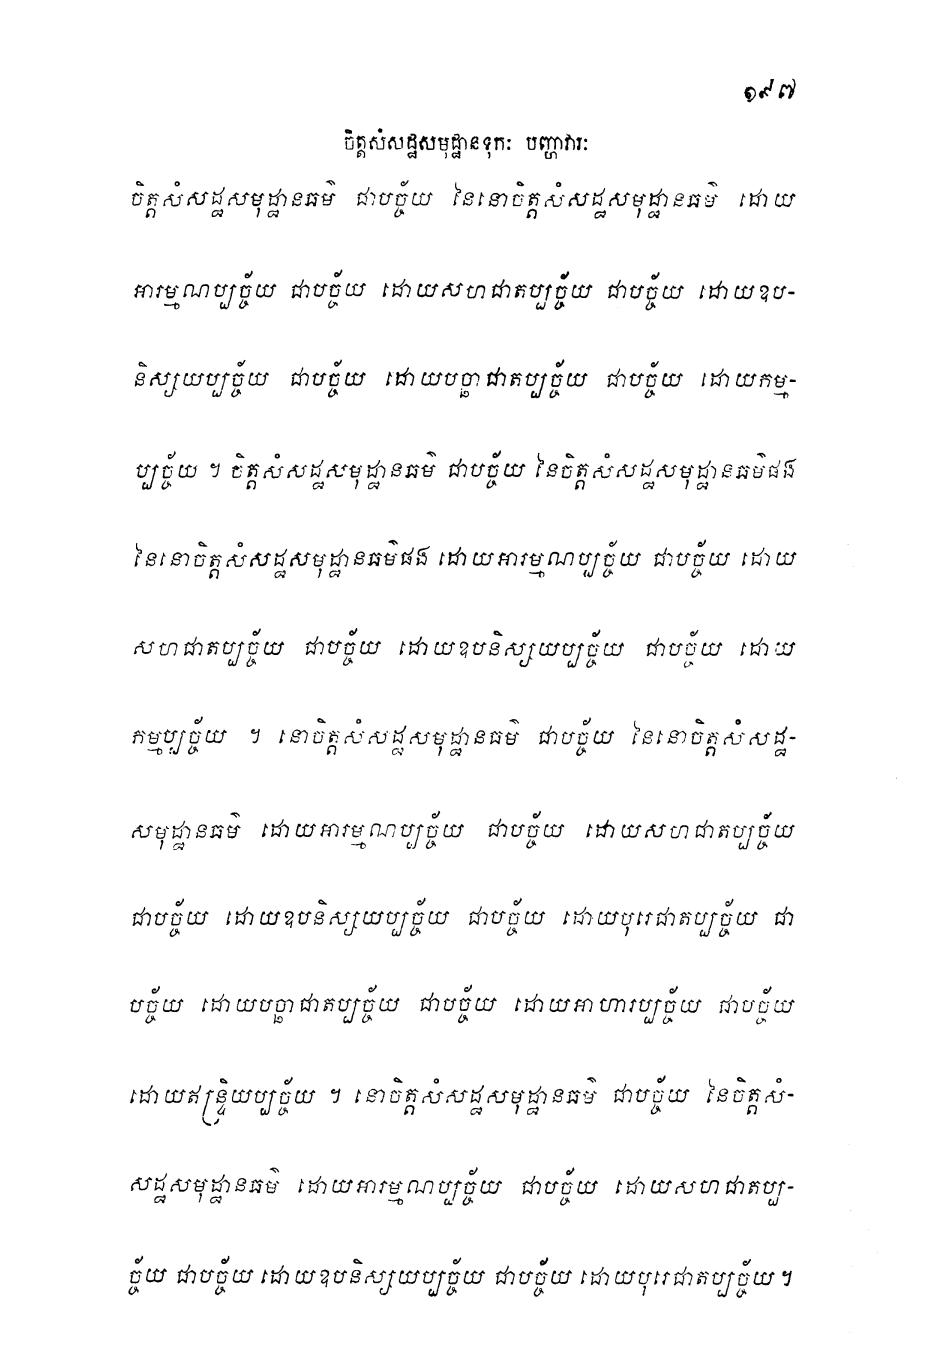 ១៩៧
ចិត្តសំសដ្ឋសមុដ្ឋានទុកៈ បញ្ហាវារៈ
ចិត្តសំសដ្ឋសមុដ្ឋានធម៌ ជាបច្ច័យ នៃនោចិត្តសំសដ្ឋសមុដ្ឋានធម៌ ដោយ
អារម្មណប្បច្ច័យ ជាបច្ច័យ ដោយសហជាតប្បច្ច័យ ជាបច្ច័យ ដោយឧប-
និស្សយប្បច្ច័យ ជាបច្ច័យ ដោយបច្ឆាជាតប្បច្ច័យ ជាបច្ច័យ ដោយកម្ម-
ប្បច្ច័យ ។ ចិត្តសំសដ្ឋសមុដ្ឋានធម៌ ជាបច្ច័យ នៃចិត្តសំសដ្ឋសមុដ្ឋានធម៌ផង
នៃនោចិត្តសំសដ្ឋសមុដ្ឋានធម៌ផង ដោយអារម្មណប្បច្ច័យ ជាបច្ច័យ ដោយ
សហជាតប្បច្ច័យ ជាបច្ច័យ ដោយឧបនិស្សយប្បច្ច័យ ជាបច្ច័យ ដោយ
កម្មប្បច្ច័យ ។ នោចិត្តសំសដ្ឋសមុដ្ឋានធម៌ ជាបច្ច័យ នៃនោចិត្តសំសដ្ឋ-
សមុដ្ឋានធម៌ ដោយអារម្មណប្បច្ច័យ ជាបច្ច័យ ដោយសហជាតប្បច្ច័យ
ជាបច្ច័យ ដោយឧបនិស្សយប្បច្ច័យ ជាបច្ច័យ ដោយបុរេជាតប្បច្ច័យ ជា
បច្ច័យ ដោយបច្ឆាជាតប្បច្ច័យ ជាបច្ច័យ ដោយអាហារប្បច្ច័យ ជាបច្ច័យ
ដោយឥន្ទ្រិយប្បច្ច័យ ។ នោចិត្តសំសដ្ឋសមុដ្ឋានធម៌ ជាបច្ច័យ នៃចិត្តសំ-
សដ្ឋសមុដ្ឋានធម៌ ដោយអារម្មណប្បច្ច័យ ជាបច្ច័យ ដោយសហជាតប្ប-
ច្ច័យ ជាបច្ច័យ ដោយឧបនិស្សយប្បច្ច័យ ជាបច្ច័យ ដោយបុរេជាតប្បច្ច័យ ។